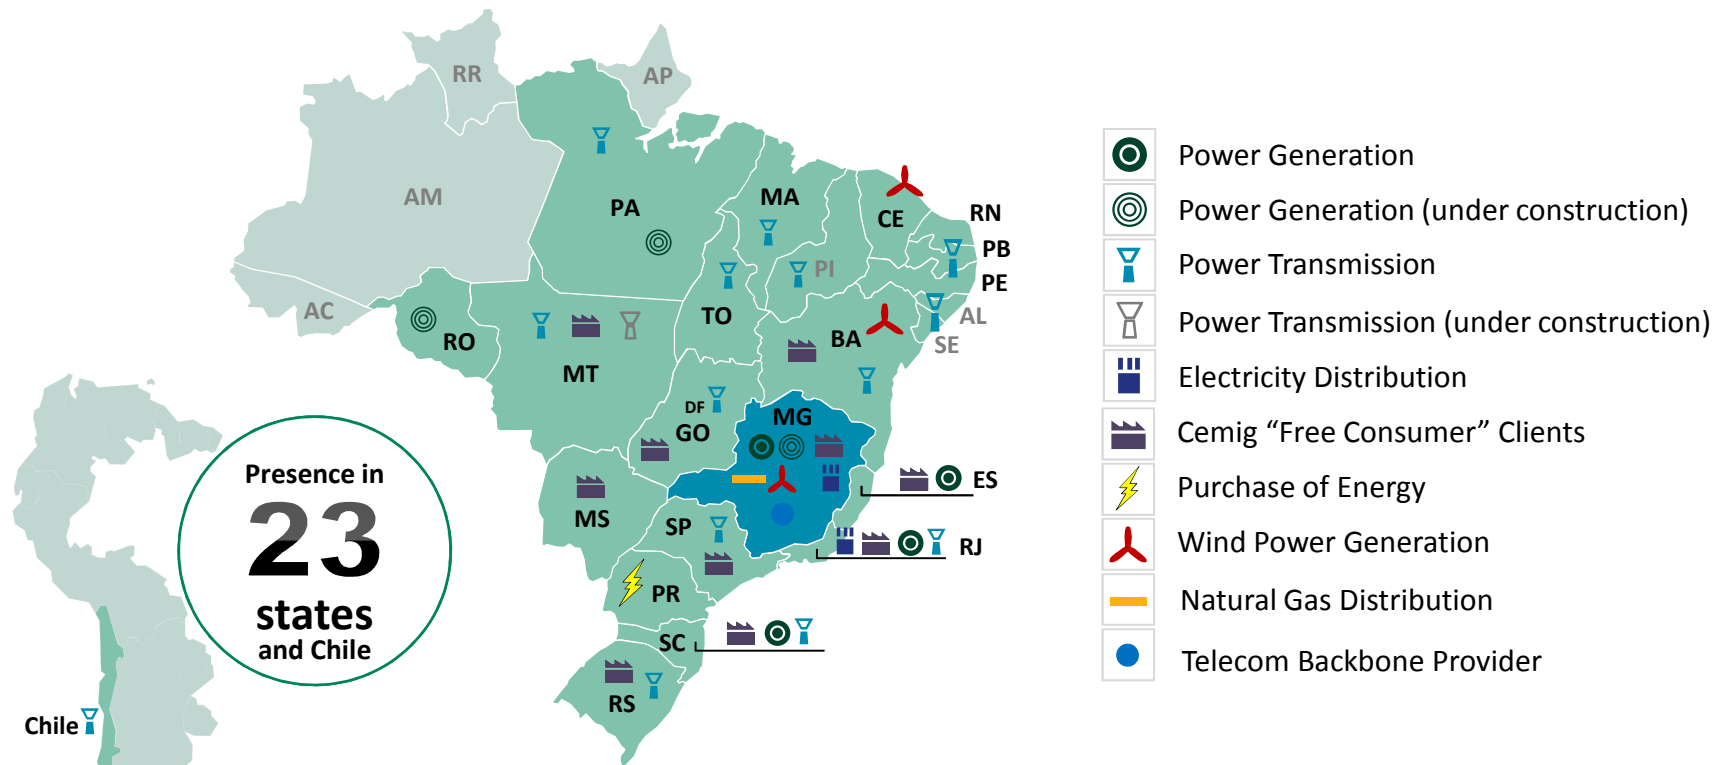 RR
AP
AM
PA
MA
CE
RN
PB
PE
PI
AC
RO
TO
BA
AL
SE
MT
DF
GO
MG
ES
MS
SP
RJ
PR
SC
RS
Presence in
23
states
and Chile
Chile
Power Generation
Power Generation (under construction)
Power Transmission
Power Transmission (under construction)
Electricity Distribution
Cemig “Free Consumer” Clients
Purchase of Energy
Wind Power Generation
Natural Gas Distribution
Telecom Backbone Provider